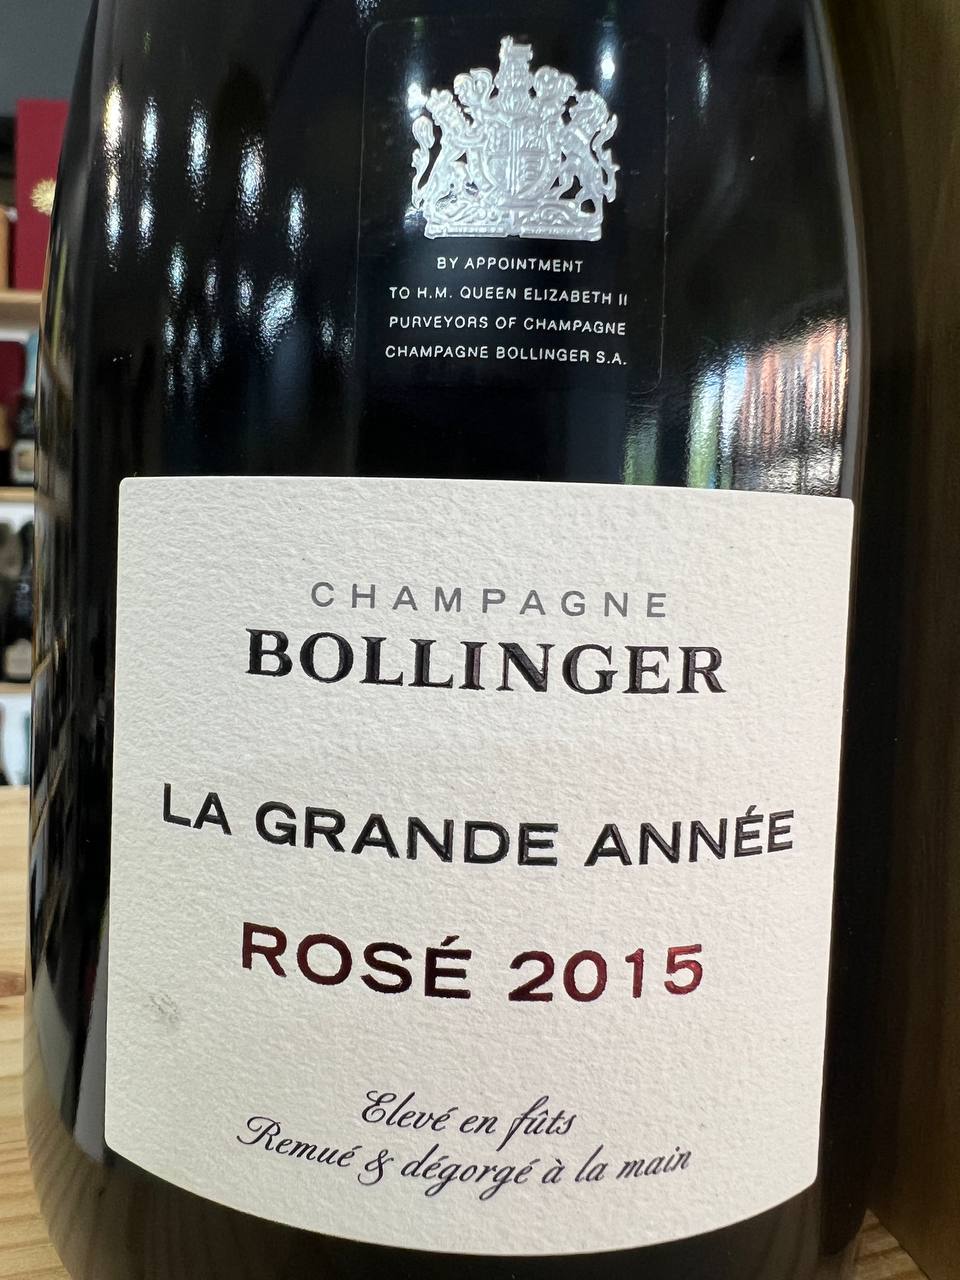 BY APPOINTMENT
TO H.M. QUEEN ELIZABETH II
PURVEYORS OF CHAMPAGNE
CHAMPAGNE BOLLINGER S.A.
CHAMPAGNE
BOLLINGER
LA GRANDE ANNÉE
ROSÉ 2015
Elevé en fûts
Remué & dégorgé à la main